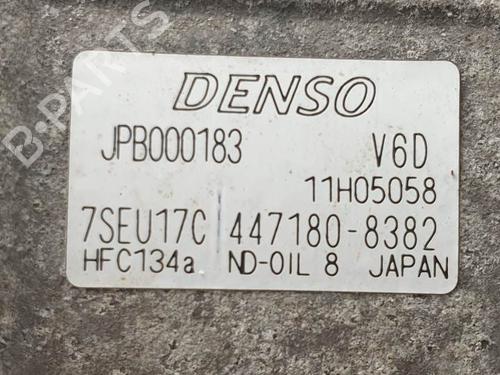 B-PARTS
DENSO
JPB000183 V6D
11H05058
7SEU17C 447180-8382
HFC134a ND-OIL 8 JAPAN